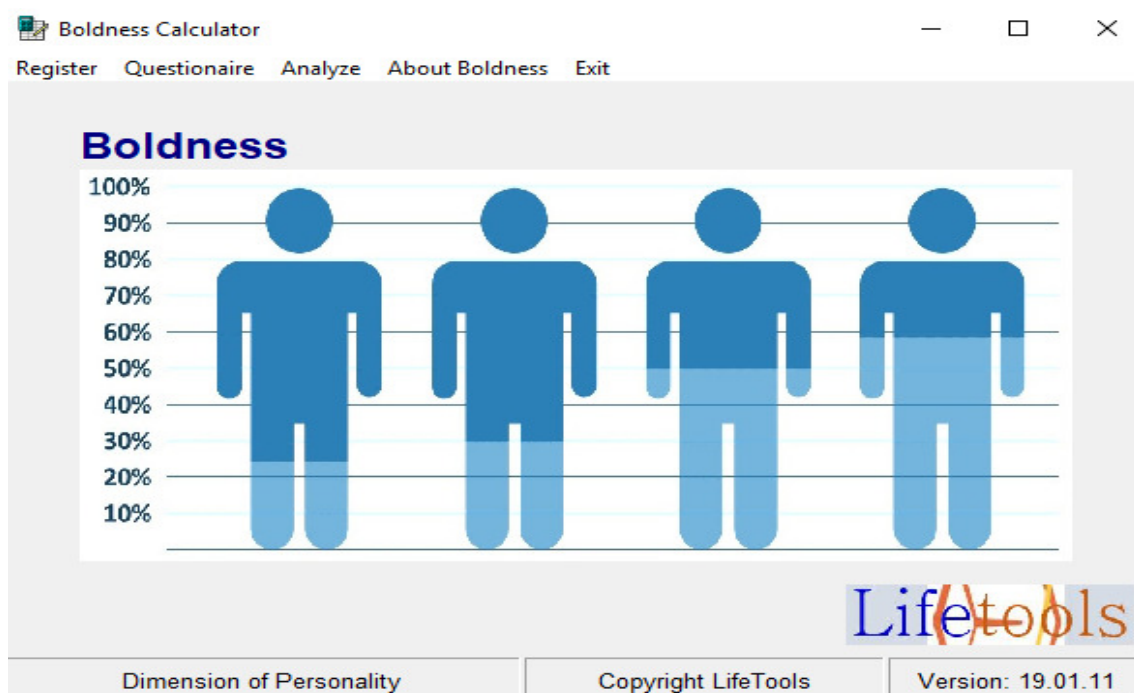 Boldness Calculator
Register Questionaire Analyze About Boldness Exit
Boldness
100%
90%
80%
70%
60%
50%
40%
30%
20%
10%
Lifetools
Dimension of Personality Copyright LifeTools Version: 19.01.11